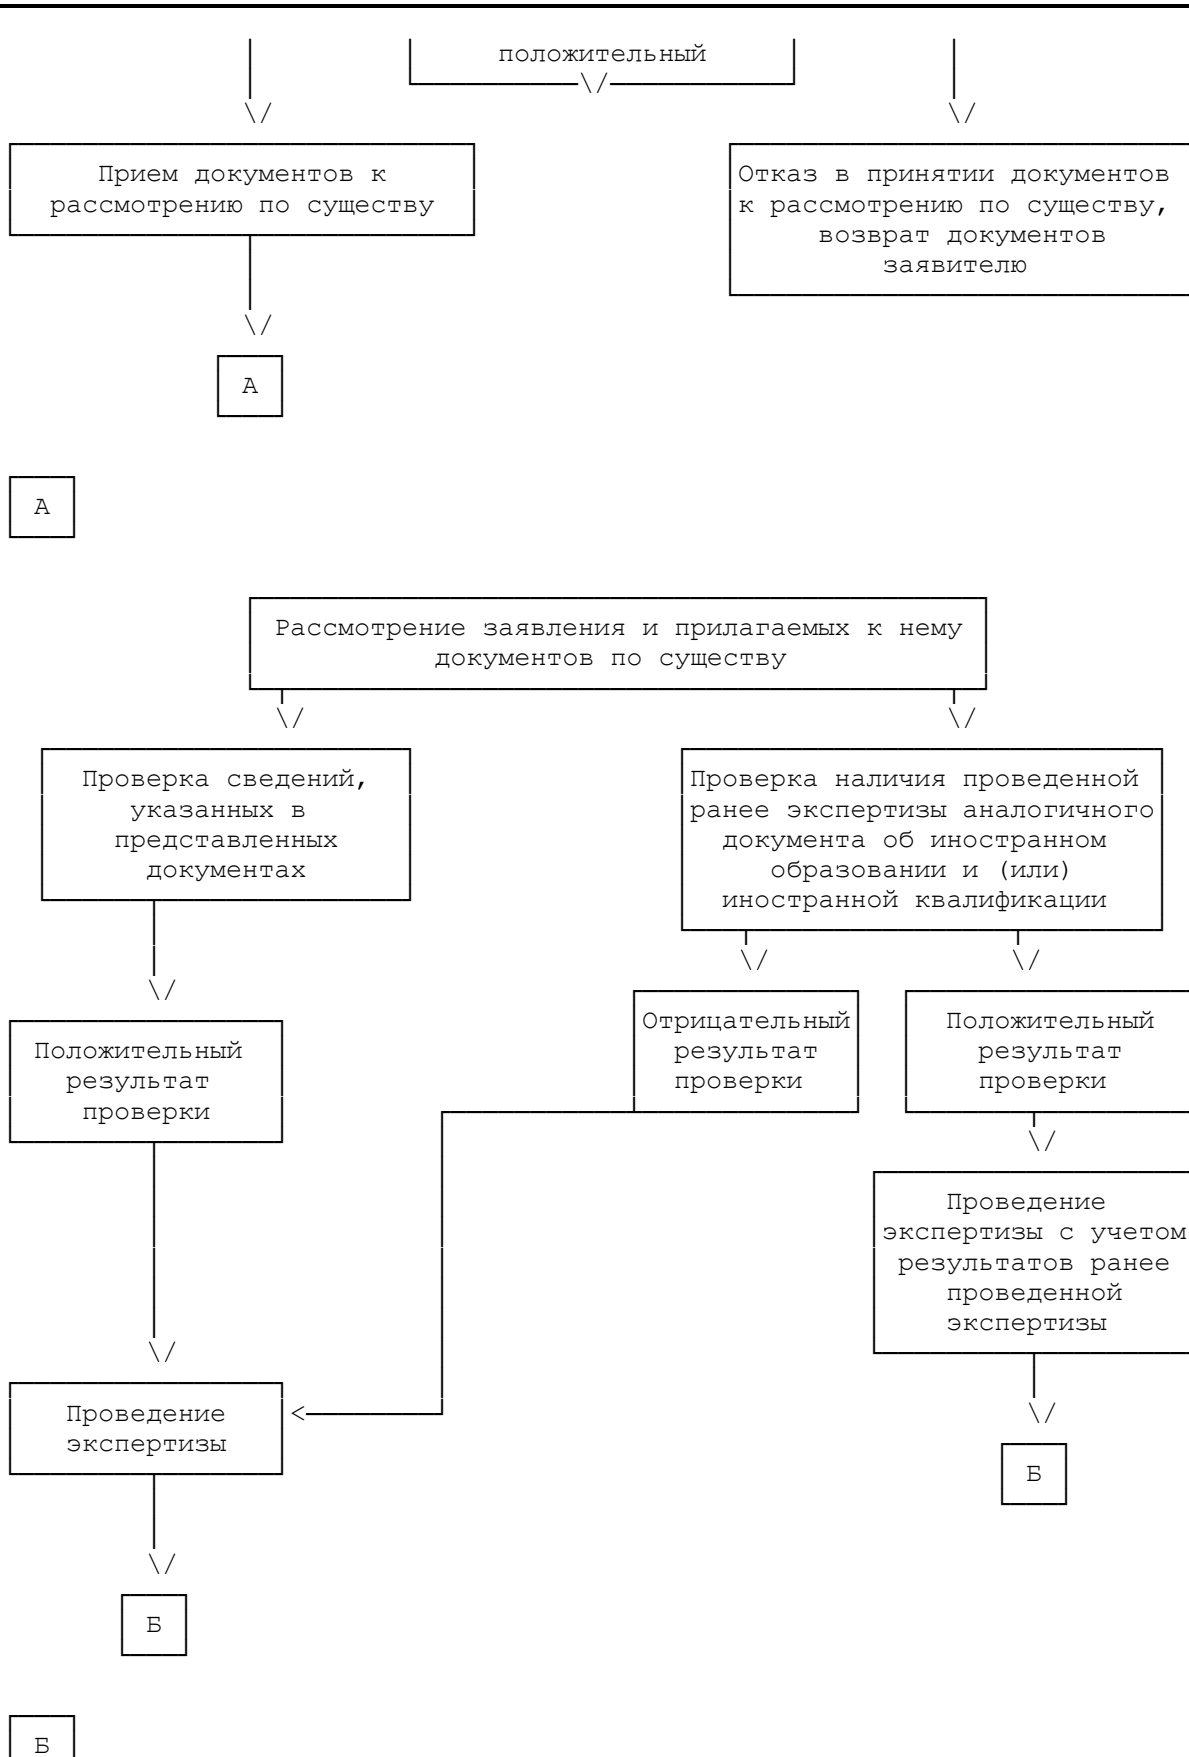 положительный
Прием документов к
рассмотрению по существу
Отказ в принятии документов
к рассмотрению по существу,
возврат документов
заявителю
А
А
Рассмотрение заявления и прилагаемых к нему
документов по существу
Проверка сведений,
указанных в
представленных
документах
Проверка наличия проведенной
ранее экспертизы аналогичного
документа об иностранном
образовании и (или)
иностранной квалификации
Положительный
результат
проверки
Отрицательный
результат
проверки
Положительный
результат
проверки
Проведение
экспертизы с учетом
результатов ранее
проведенной
экспертизы
Проведение
экспертизы
Б
Б
Б